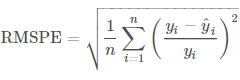 RMSPE = \sqrt{\frac{1}{n} \sum_{i=1}^{n} \left( \frac{y_i - \hat{y}_i}{y_i} \right)^2}